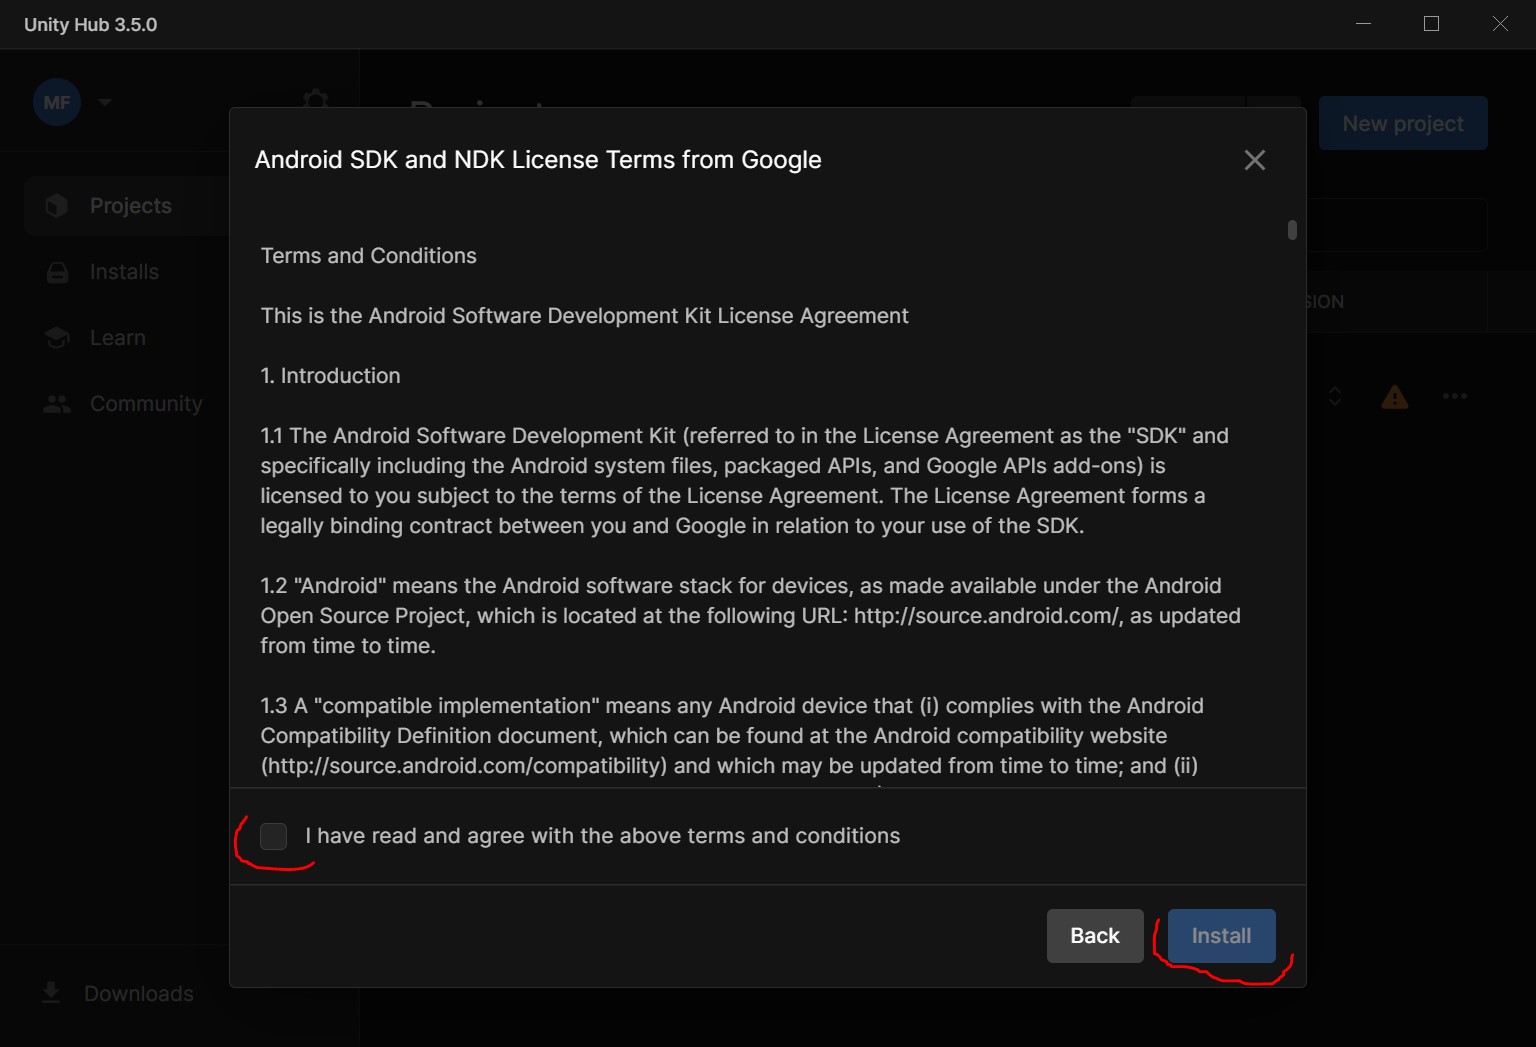 Unity Hub 3.5.0
MF
New project
Projects
Installs
Learn
Community
Downloads
Android SDK and NDK License Terms from Google
Terms and Conditions
This is the Android Software Development Kit License Agreement
1. Introduction
1.1 The Android Software Development Kit (referred to in the License Agreement as the "SDK" and
specifically including the Android system files, packaged APIs, and Google APIs add-ons) is
licensed to you subject to the terms of the License Agreement. The License Agreement forms a
legally binding contract between you and Google in relation to your use of the SDK.
1.2 "Android" means the Android software stack for devices, as made available under the Android
Open Source Project, which is located at the following URL: http://source.android.com/, as updated
from time to time.
1.3 A "compatible implementation" means any Android device that (i) complies with the Android
Compatibility Definition document, which can be found at the Android compatibility website
(http://source.android.com/compatibility) and which may be updated from time to time; and (ii)
I have read and agree with the above terms and conditions
Back
Install